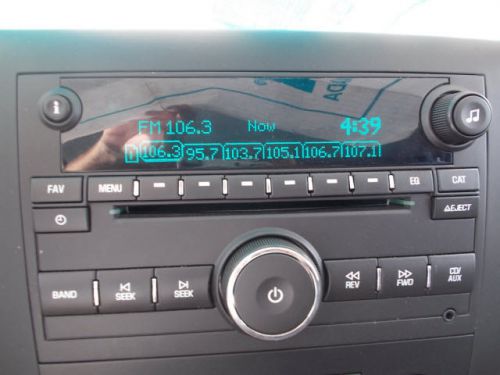 i
FM 106.3 Now 4:39
1 106.3 95.7 103.7 105.1 106.7 107.1
FAV MENU EQ CAT
EJECT
BAND SEEK SEEK REV FWD CD/
AUX